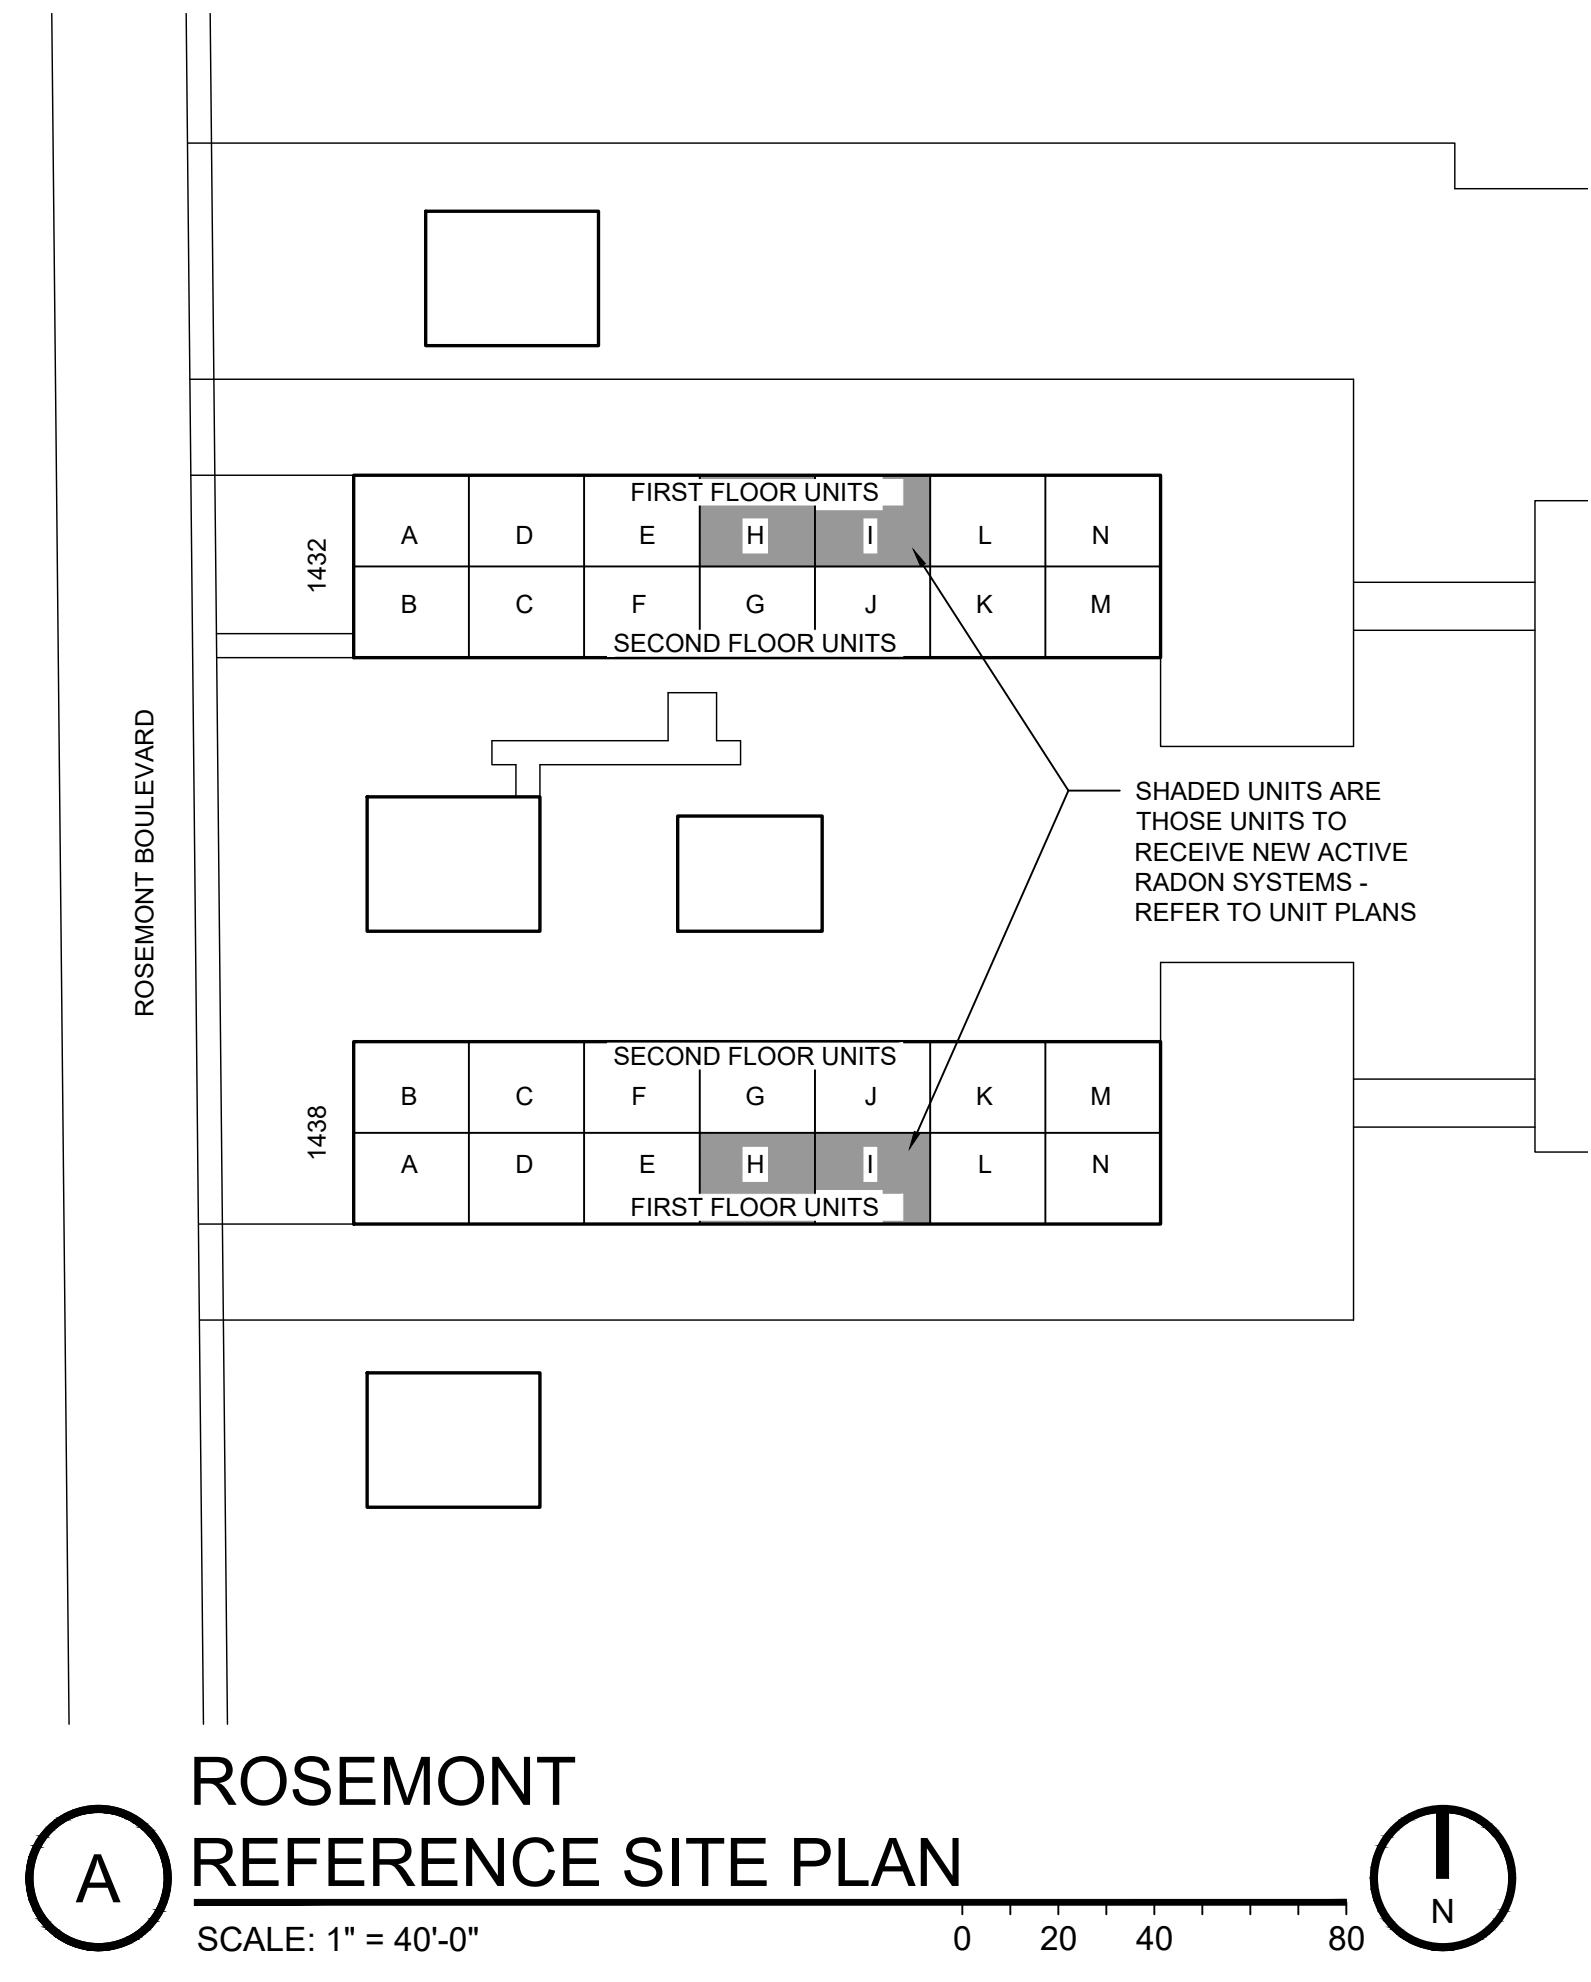 FIRST FLOOR UNITS
A D E H I L N
1432
B C F G J K M
SECOND FLOOR UNITS
ROSEMONT BOULEVARD
SHADED UNITS ARE
THOSE UNITS TO
RECEIVE NEW ACTIVE
RADON SYSTEMS -
REFER TO UNIT PLANS
SECOND FLOOR UNITS
B C F G J K M
1438
A D E H I L N
FIRST FLOOR UNITS
ROSEMONT
A
REFERENCE SITE PLAN
SCALE: 1" = 40'-0"
0 20 40 80
N